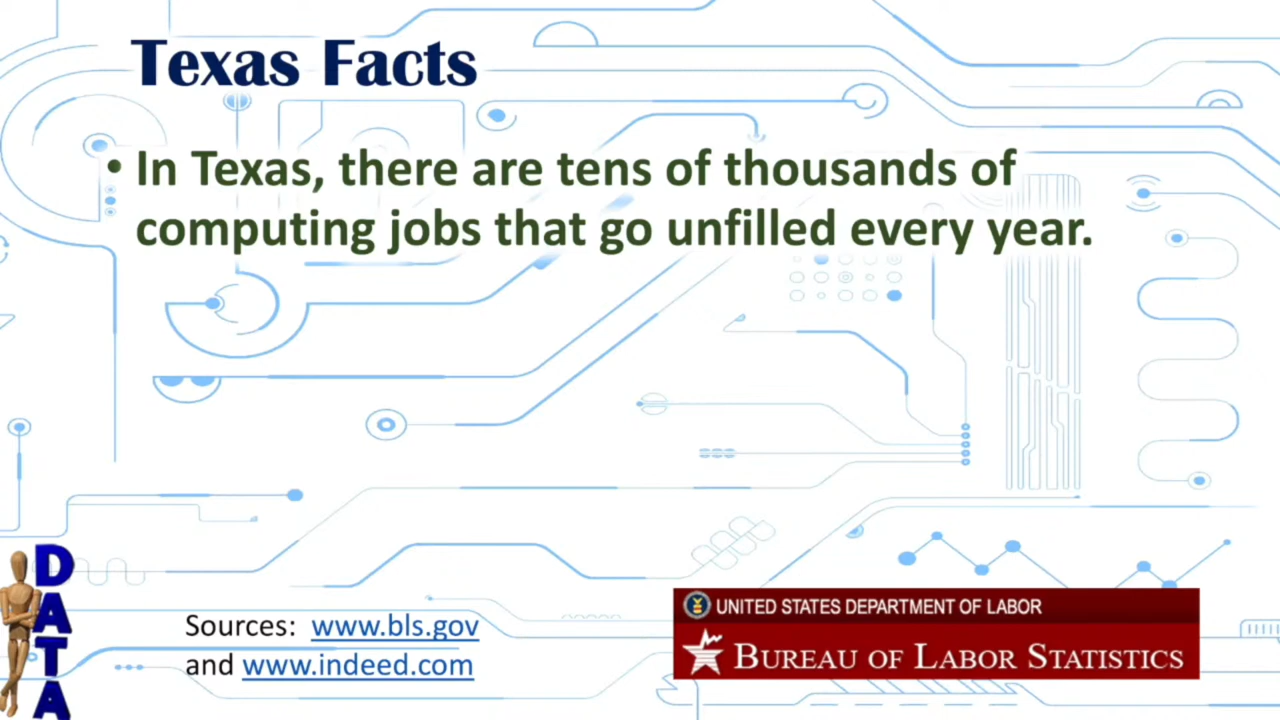 Texas Facts
• In Texas, there are tens of thousands of
computing jobs that go unfilled every year.
DATA
Sources: www.bls.gov
and www.indeed.com
UNITED STATES DEPARTMENT OF LABOR
BUREAU OF LABOR STATISTICS